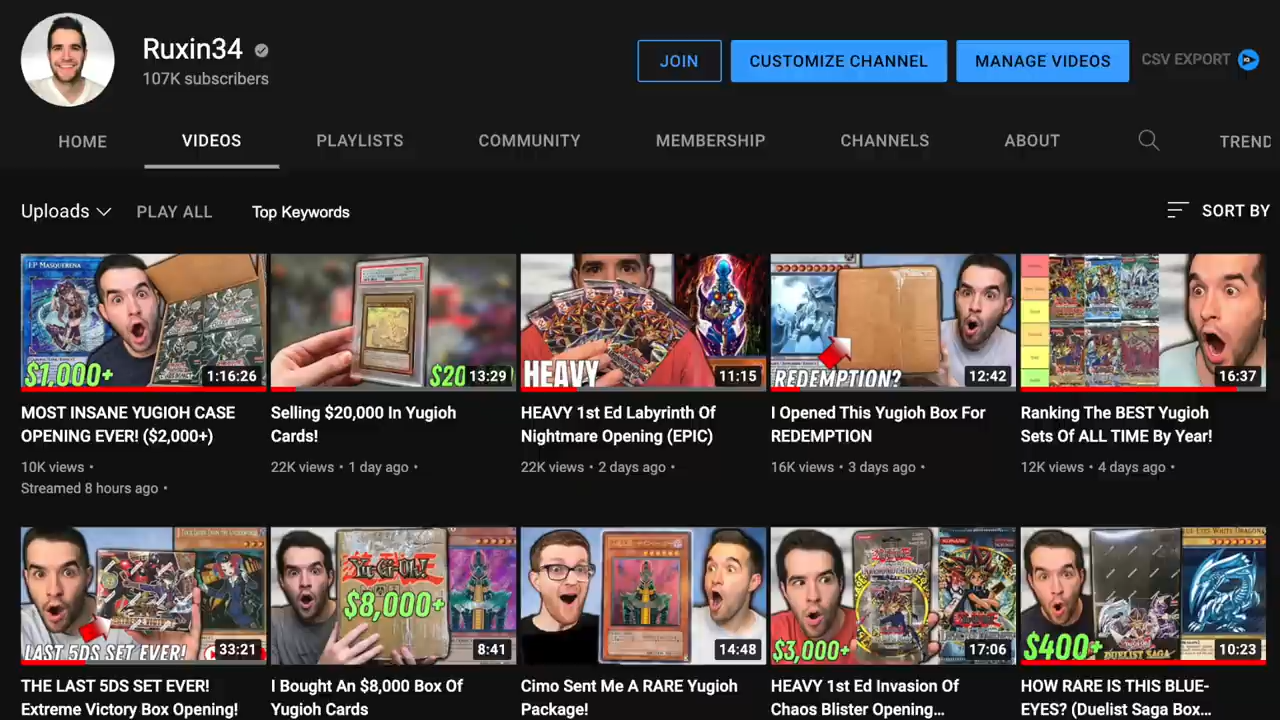 Ruxin34
107K subscribers
JOIN
CUSTOMIZE CHANNEL
MANAGE VIDEOS
CSV EXPORT
HOME
VIDEOS
PLAYLISTS
COMMUNITY
MEMBERSHIP
CHANNELS
ABOUT
TREND
Uploads
PLAY ALL
Top Keywords
SORT BY
$1,000+
1:16:26
$20
13:29
HEAVY
11:15
REDEMPTION?
12:42
16:37
MOST INSANE YUGIOH CASE
OPENING EVER! ($2,000+)
10K views •
Streamed 8 hours ago •
Selling $20,000 In Yugioh
Cards!
22K views • 1 day ago •
HEAVY 1st Ed Labyrinth Of
Nightmare Opening (EPIC)
22K views • 2 days ago •
I Opened This Yugioh Box For
REDEMPTION
16K views • 3 days ago •
Ranking The BEST Yugioh
Sets Of ALL TIME By Year!
12K views • 4 days ago •
LAST 5DS SET EVER!
33:21
YU-GI-OH!
$8,000+
8:41
14:48
$3,000+
17:06
$400+
DUELIST SAGA
10:23
THE LAST 5DS SET EVER!
Extreme Victory Box Opening!
I Bought An $8,000 Box Of
Yugioh Cards
Cimo Sent Me A RARE Yugioh
Package!
HEAVY 1st Ed Invasion Of
Chaos Blister Opening...
HOW RARE IS THIS BLUE-
EYES? (Duelist Saga Box...